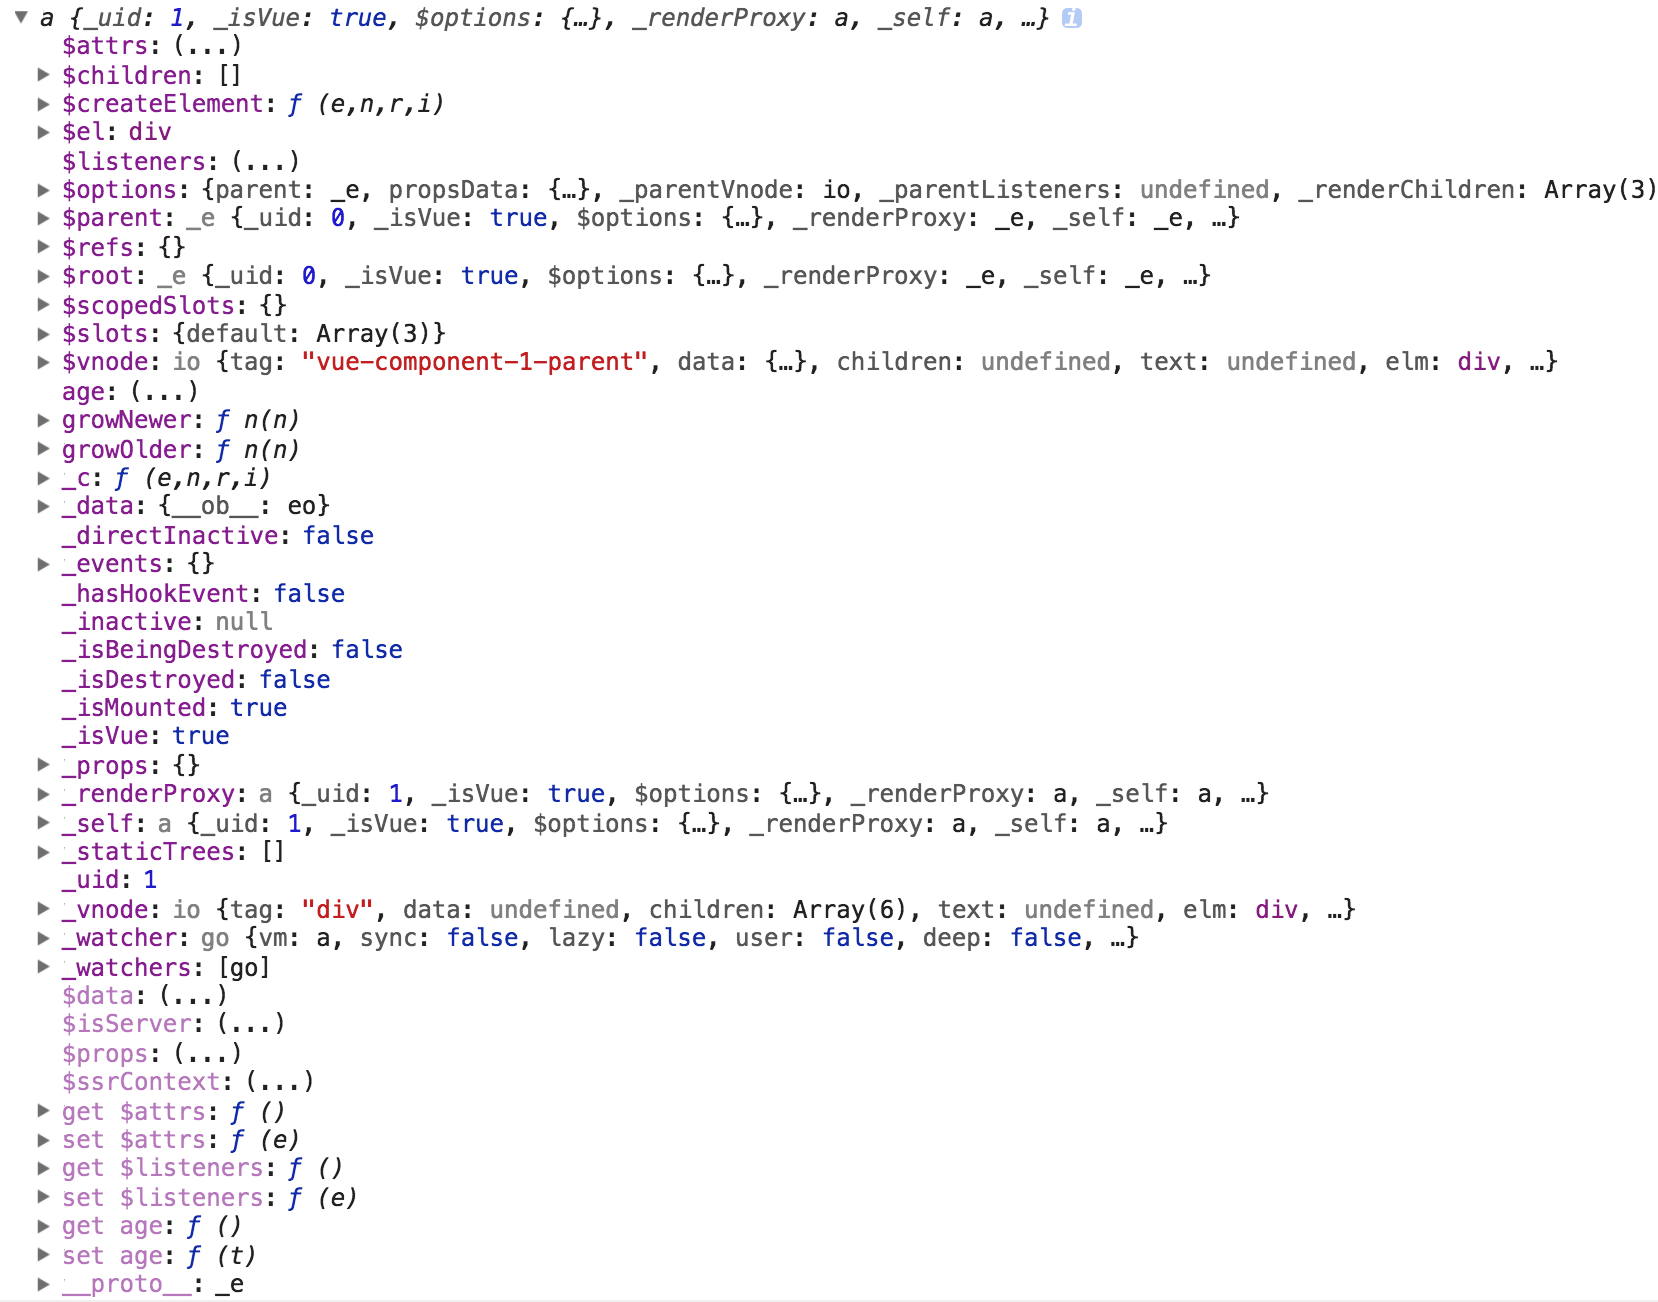 ▼ a {_uid: 1, _isVue: true, $options: {…}, _renderProxy: a, _self: a, …} i
$attrs: (...)
▶ $children: []
▶ $createElement: ƒ (e,n,r,i)
▶ $el: div
$listeners: (...)
▶ $options: {parent: _e, propsData: {…}, _parentVnode: io, _parentListeners: undefined, _renderChildren: Array(3)
▶ $parent: _e {_uid: 0, _isVue: true, $options: {…}, _renderProxy: _e, _self: _e, …}
▶ $refs: {}
▶ $root: _e {_uid: 0, _isVue: true, $options: {…}, _renderProxy: _e, _self: _e, …}
▶ $scopedSlots: {}
▶ $slots: {default: Array(3)}
▶ $vnode: io {tag: "vue-component-1-parent", data: {…}, children: undefined, text: undefined, elm: div, …}
age: (...)
▶ growNewer: ƒ n(n)
▶ growOlder: ƒ n(n)
▶ _c: ƒ (e,n,r,i)
▶ _data: {__ob__: eo}
_directInactive: false
▶ _events: {}
_hasHookEvent: false
_inactive: null
_isBeingDestroyed: false
_isDestroyed: false
_isMounted: true
_isVue: true
▶ _props: {}
▶ _renderProxy: a {_uid: 1, _isVue: true, $options: {…}, _renderProxy: a, _self: a, …}
▶ _self: a {_uid: 1, _isVue: true, $options: {…}, _renderProxy: a, _self: a, …}
▶ _staticTrees: []
_uid: 1
▶ _vnode: io {tag: "div", data: undefined, children: Array(6), text: undefined, elm: div, …}
▶ _watcher: go {vm: a, sync: false, lazy: false, user: false, deep: false, …}
▶ _watchers: [go]
$data: (...)
$isServer: (...)
$props: (...)
$ssrContext: (...)
▶ get $attrs: ƒ ()
▶ set $attrs: ƒ (e)
▶ get $listeners: ƒ ()
▶ set $listeners: ƒ (e)
▶ get age: ƒ ()
▶ set age: ƒ (t)
▶ __proto__: _e